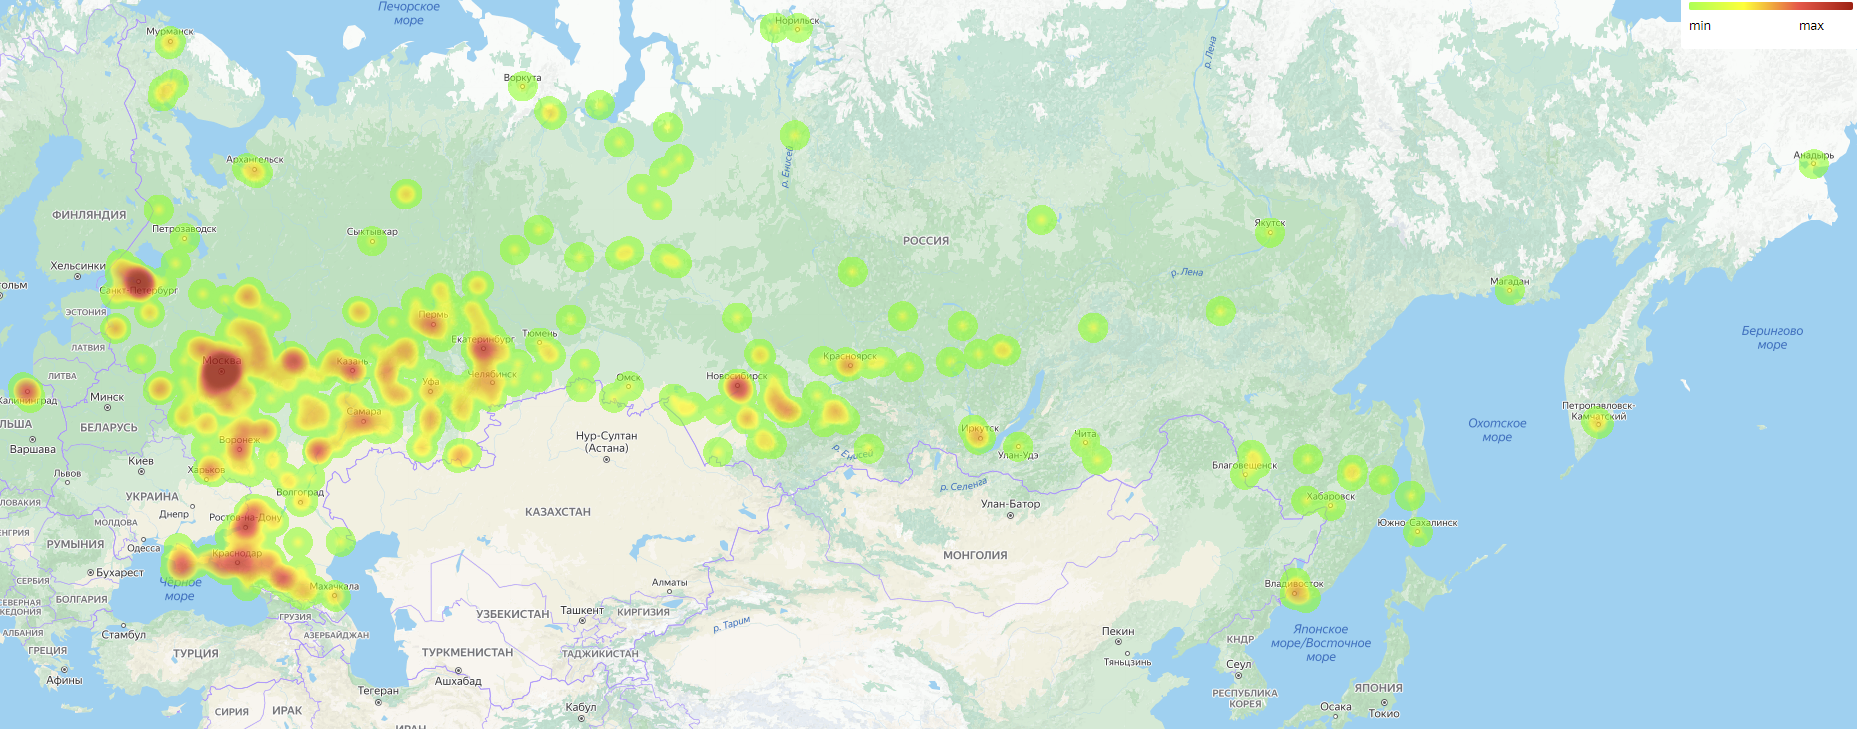 Печорское
море
Норильск
min
max
Мурманск
р. Лена
Воркута
Архангельск
р. Енисей
Анадырь
ФИНЛЯНДИЯ
Петрозаводск
Сыктывкар
РОССИЯ
Якутск
Хельсинки
р. Лена
Магадан
Санкт-Петербург
ЭСТОНИЯ
Пермь
Берингово
море
Тюмень
Екатеринбург
ЛАТВИЯ
Москва
Казань
Красноярск
ЛИТВА
Уфа
Челябинск
Омск
Новосибирск
Калининград
Минск
Самара
Петропавловск-
Камчатский
БЕЛАРУСЬ
Охотское
море
Варшава
Воронеж
Нур-Султан
(Астана)
Иркутск
Чита
Улан-Удэ
р. Енисей
Киев
Харьков
Благовещенск
Львов
р. Селенга
Волгоград
УКРАИНА
Хабаровск
Улан-Батор
Днепр
КАЗАХСТАН
МОЛДОВА
Ростов-на-Дону
Южно-Сахалинск
РУМЫНИЯ
Одесса
Краснодар
МОНГОЛИЯ
Бухарест
СЕРБИЯ
Черное
море
Махачкала
Алматы
Владивосток
БОЛГАРИЯ
УЗБЕКИСТАН
Ташкент
КИРГИЗИЯ
ГРУЗИЯ
р. Тарим
АЛБАНИЯ
Стамбул
АЗЕРБАЙДЖАН
Пекин
Японское
море/Восточное
море
КНДР
ГРЕЦИЯ
ТУРЦИЯ
ТУРКМЕНИСТАН
ТАДЖИКИСТАН
Тяньцзинь
Сеул
Афины
Ашхабад
Тегеран
РЕСПУБЛИКА
КОРЕЯ
ЯПОНИЯ
СИРИЯ
ИРАК
Кабул
Осака
Токио
ИРАН